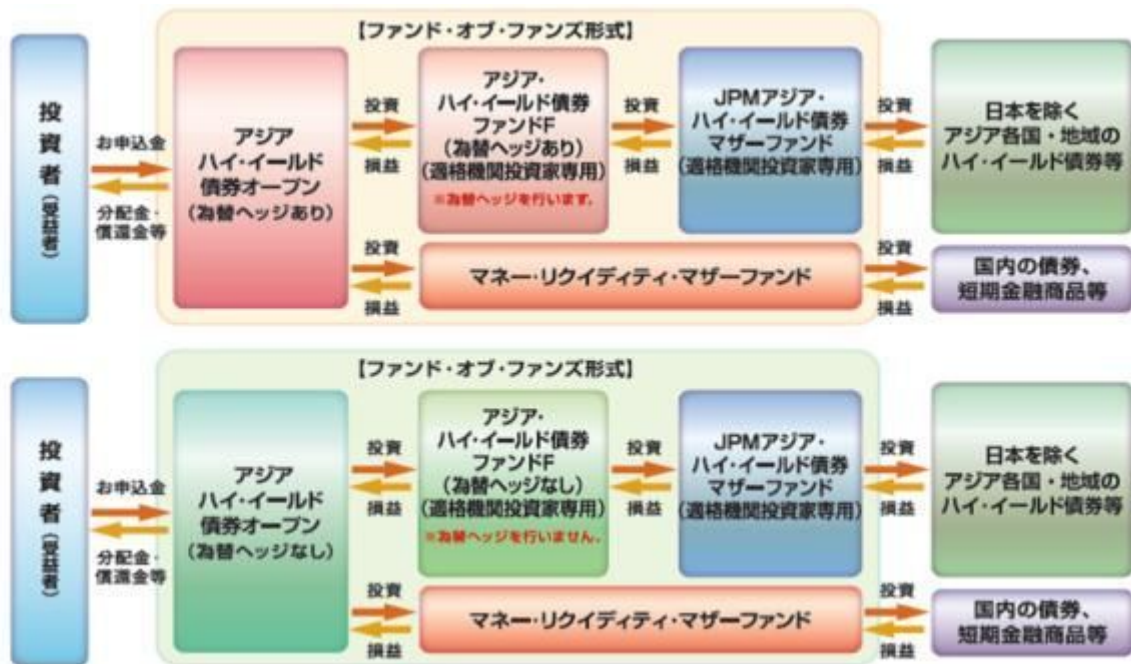 【ファンド・オブ・ファンズ形式】
投資者(受益者)
お申込金
分配金・
償還金等
アジア
ハイ・イールド
債券オープン
(為替ヘッジあり)
投資
損益
アジア・
ハイ・イールド債券
ファンドF
(為替ヘッジあり)
(適格機関投資家専用)
※為替ヘッジを行います。
投資
損益
JPMアジア・
ハイ・イールド債券
マザーファンド
(適格機関投資家専用)
投資
損益
日本を除く
アジア各国・地域の
ハイ・イールド債券等
投資
損益
マネー・リクイディティ・マザーファンド
投資
損益
国内の債券、
短期金融商品等
【ファンド・オブ・ファンズ形式】
投資者(受益者)
お申込金
分配金・
償還金等
アジア
ハイ・イールド
債券オープン
(為替ヘッジなし)
投資
損益
アジア・
ハイ・イールド債券
ファンドF
(為替ヘッジなし)
(適格機関投資家専用)
※為替ヘッジを行いません。
投資
損益
JPMアジア・
ハイ・イールド債券
マザーファンド
(適格機関投資家専用)
投資
損益
日本を除く
アジア各国・地域の
ハイ・イールド債券等
投資
損益
マネー・リクイディティ・マザーファンド
投資
損益
国内の債券、
短期金融商品等